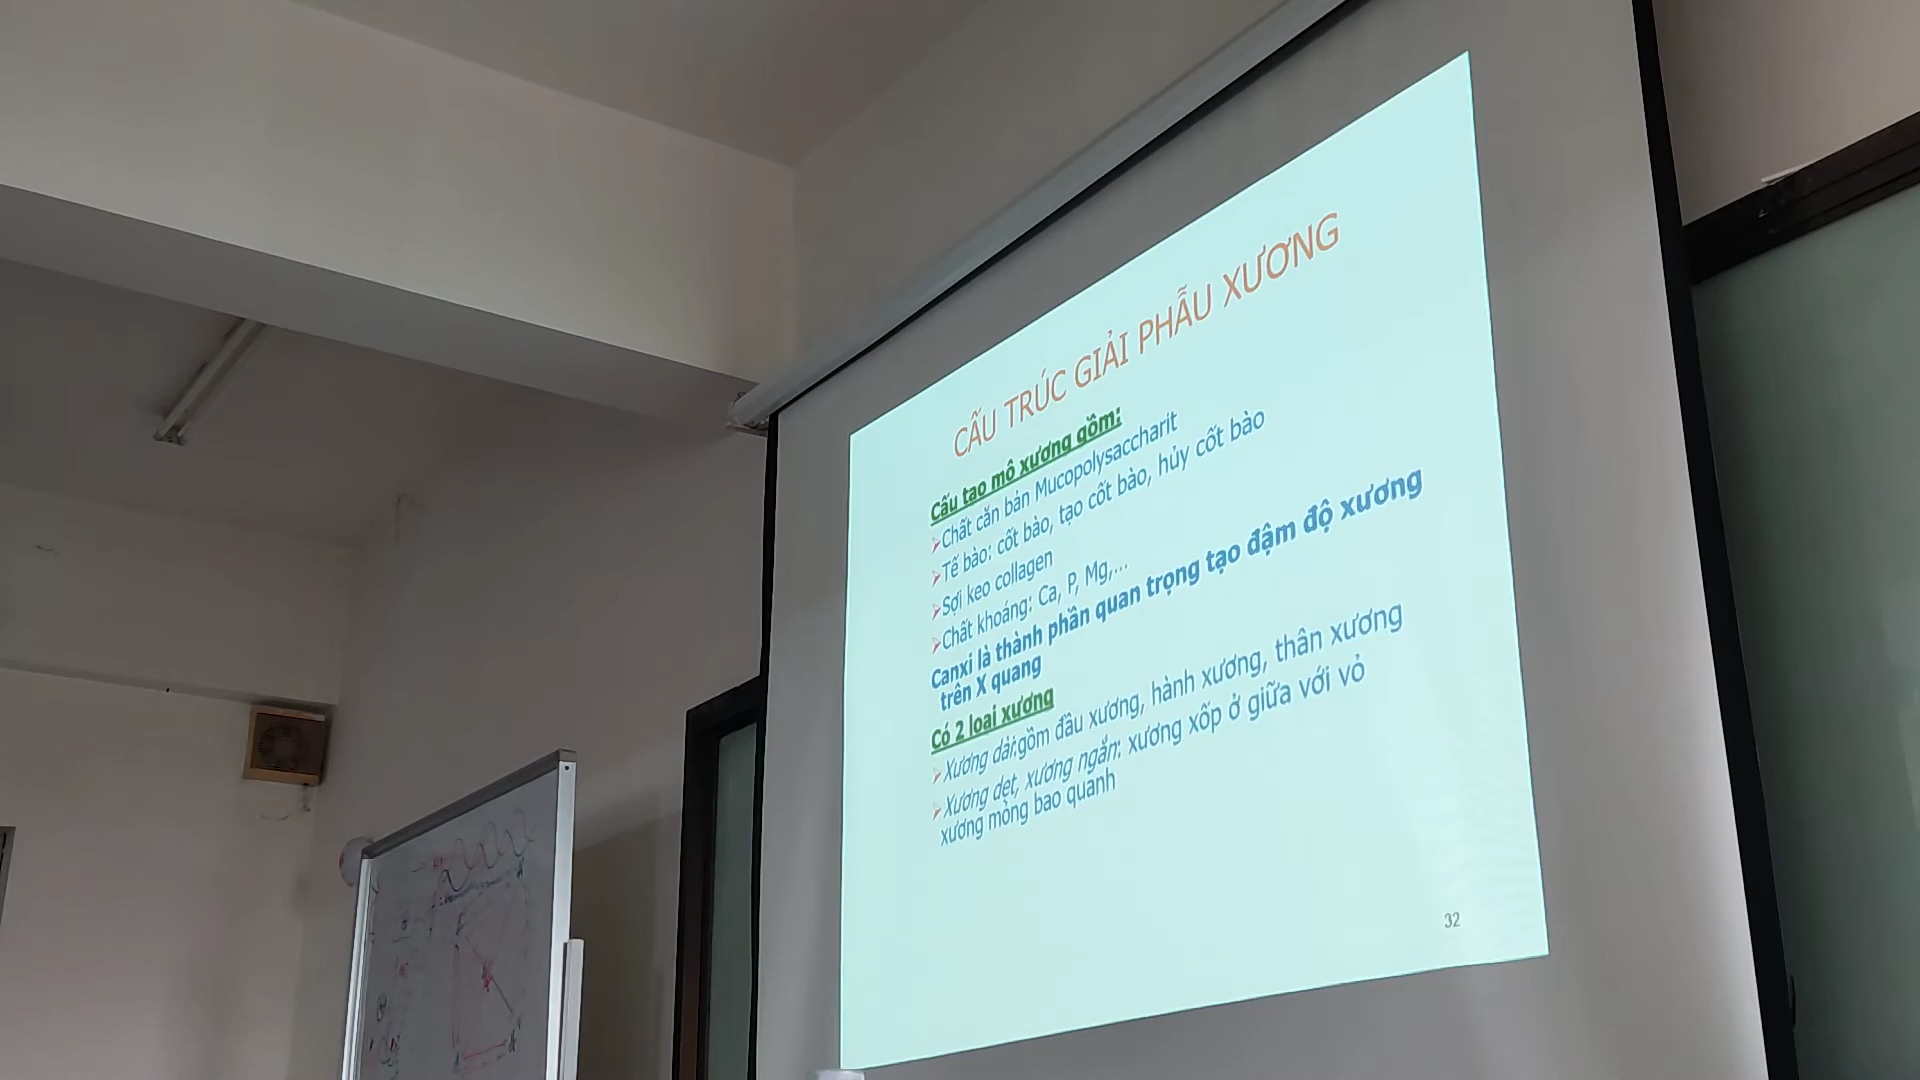 CẤU TRÚC GIẢI PHẪU XƯƠNG
Cấu tạo mô xương gồm:
➢Chất căn bản Mucopolysaccharit
➢Tế bào: cốt bào, tạo cốt bào, hủy cốt bào
➢Sợi keo collagen
➢Chất khoáng: Ca, P, Mg,...
Canxi là thành phần quan trọng tạo đậm độ xương
trên X quang
Có 2 loại xương
➢Xương dài:gồm đầu xương, hành xương, thân xương
➢Xương dẹt, xương ngắn: xương xốp ở giữa với vỏ
xương mỏng bao quanh
32